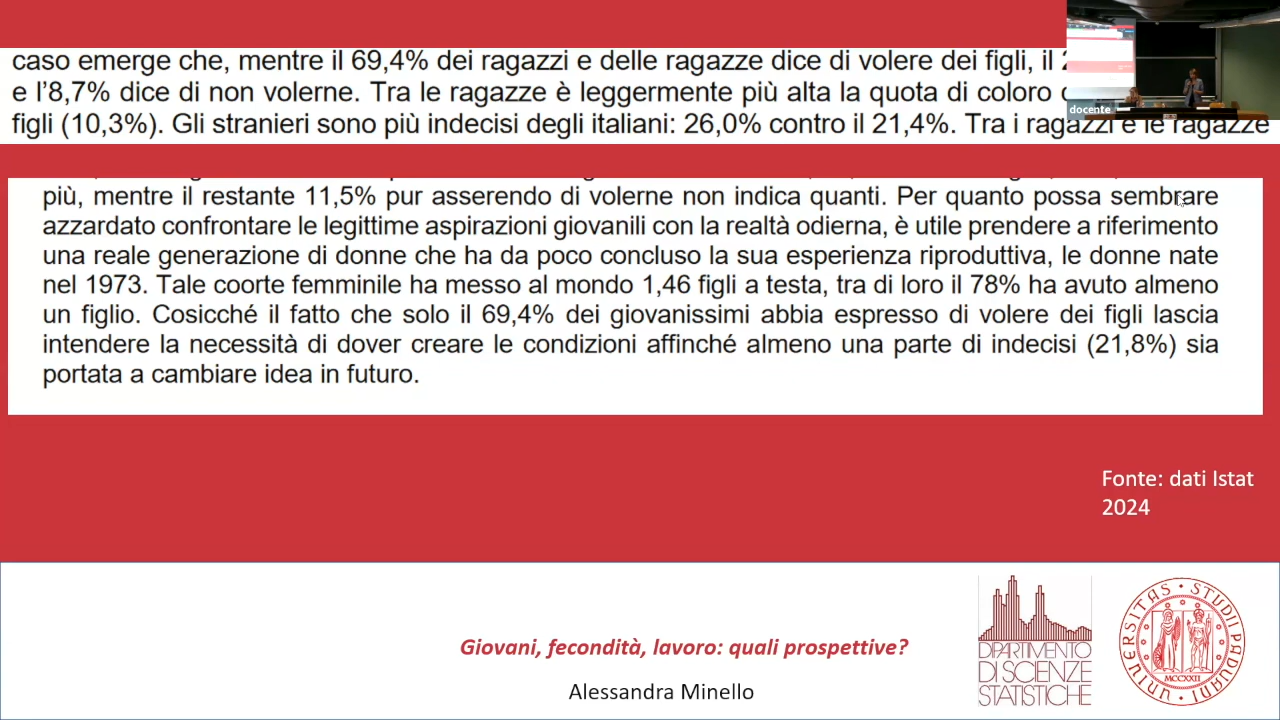 caso emerge che, mentre il 69,4% dei ragazzi e delle ragazze dice di volere dei figli, il
e l'8,7% dice di non volerne. Tra le ragazze è leggermente più alta la quota di coloro
figli (10,3%). Gli stranieri sono più indecisi degli italiani: 26,0% contro il 21,4%. Tra i ragazzi e le ragazze
docente
più, mentre il restante 11,5% pur asserendo di volerne non indica quanti. Per quanto possa sembrare
azzardato confrontare le legittime aspirazioni giovanili con la realtà odierna, è utile prendere a riferimento
una reale generazione di donne che ha da poco concluso la sua esperienza riproduttiva, le donne nate
nel 1973. Tale coorte femminile ha messo al mondo 1,46 figli a testa, tra di loro il 78% ha avuto almeno
un figlio. Cosicché il fatto che solo il 69,4% dei giovanissimi abbia espresso di volere dei figli lascia
intendere la necessità di dover creare le condizioni affinché almeno una parte di indecisi (21,8%) sia
portata a cambiare idea in futuro.
Fonte: dati Istat
2024
Giovani, fecondità, lavoro: quali prospettive?
Alessandra Minello
DIPARTIMENTO
DI SCIENZE
STATISTICHE
UNIVERSITAS STUDII PADUANI
MCCXXII